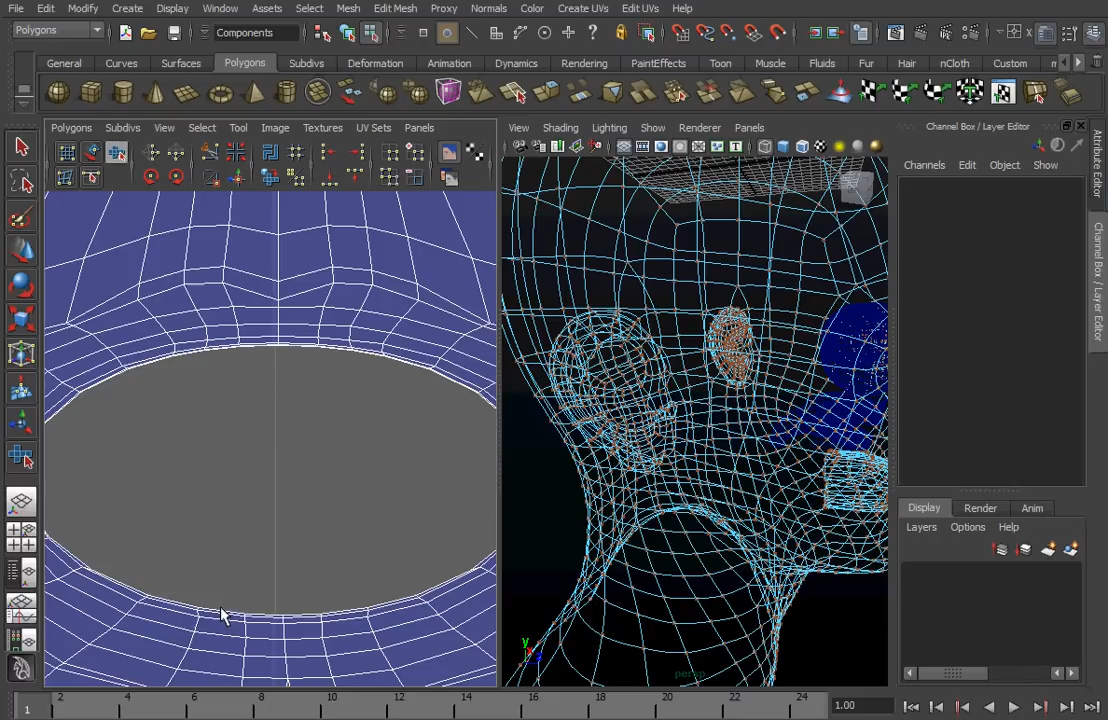 File Edit Modify Create Display Window Assets Select Mesh Edit Mesh Proxy Normals Color Create UVs Edit UVs Help
Polygons Components
General Curves Surfaces Polygons Subdivs Deformation Animation Dynamics Rendering PaintEffects Toon Muscle Fluids Fur Hair nCloth Custom
Polygons Subdivs View Select Tool Image Textures UV Sets Panels
View Shading Lighting Show Renderer Panels
Channel Box / Layer Editor
Channels Edit Object Show
Attribute Editor
Channel Box / Layer Editor
Display Render Anim
Layers Options Help
y
z
persp
2 4 6 8 10 12 14 16 18 20 22 24
1
1.00